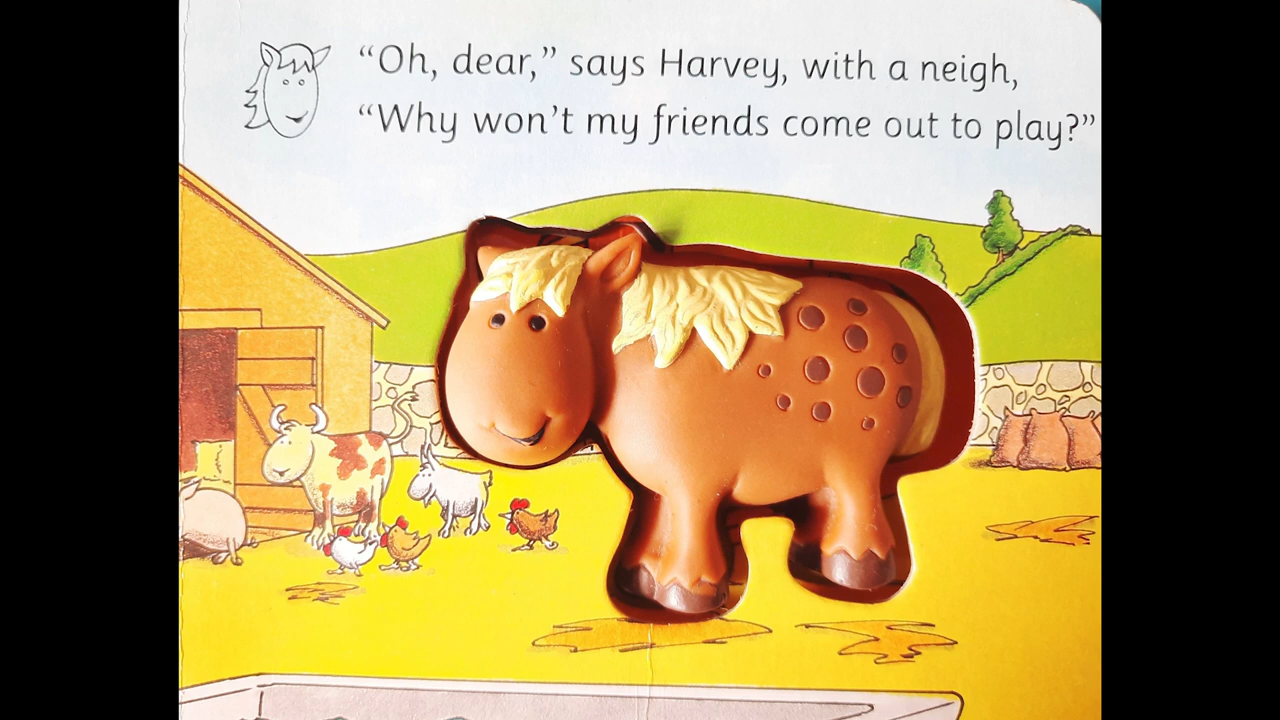 “Oh, dear,” says Harvey, with a neigh,
“Why won’t my friends come out to play?”